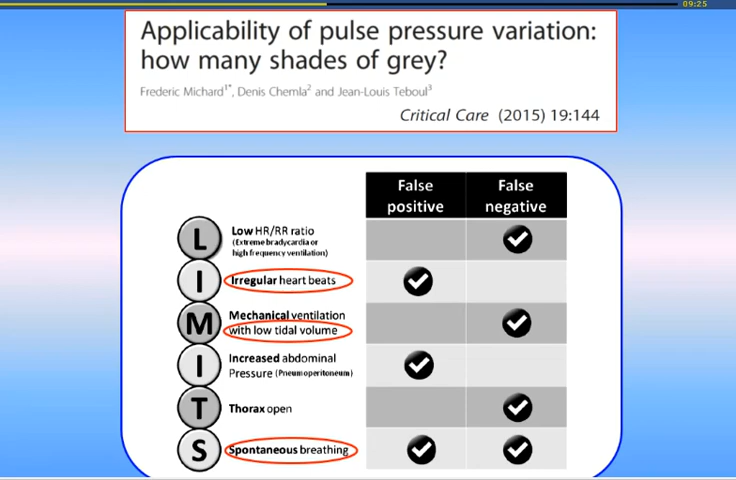 09:25
Applicability of pulse pressure variation:
how many shades of grey?
Frederic Michard1*, Denis Chemla2 and Jean-Louis Teboul3
Critical Care (2015) 19:144
False positive
False negative
L
Low HR/RR ratio
(Extreme bradycardia or
high frequency ventilation)
I
Irregular heart beats
M
Mechanical ventilation
with low tidal volume
I
Increased abdominal
Pressure (Pneumoperitoneum)
T
Thorax open
S
Spontaneous breathing